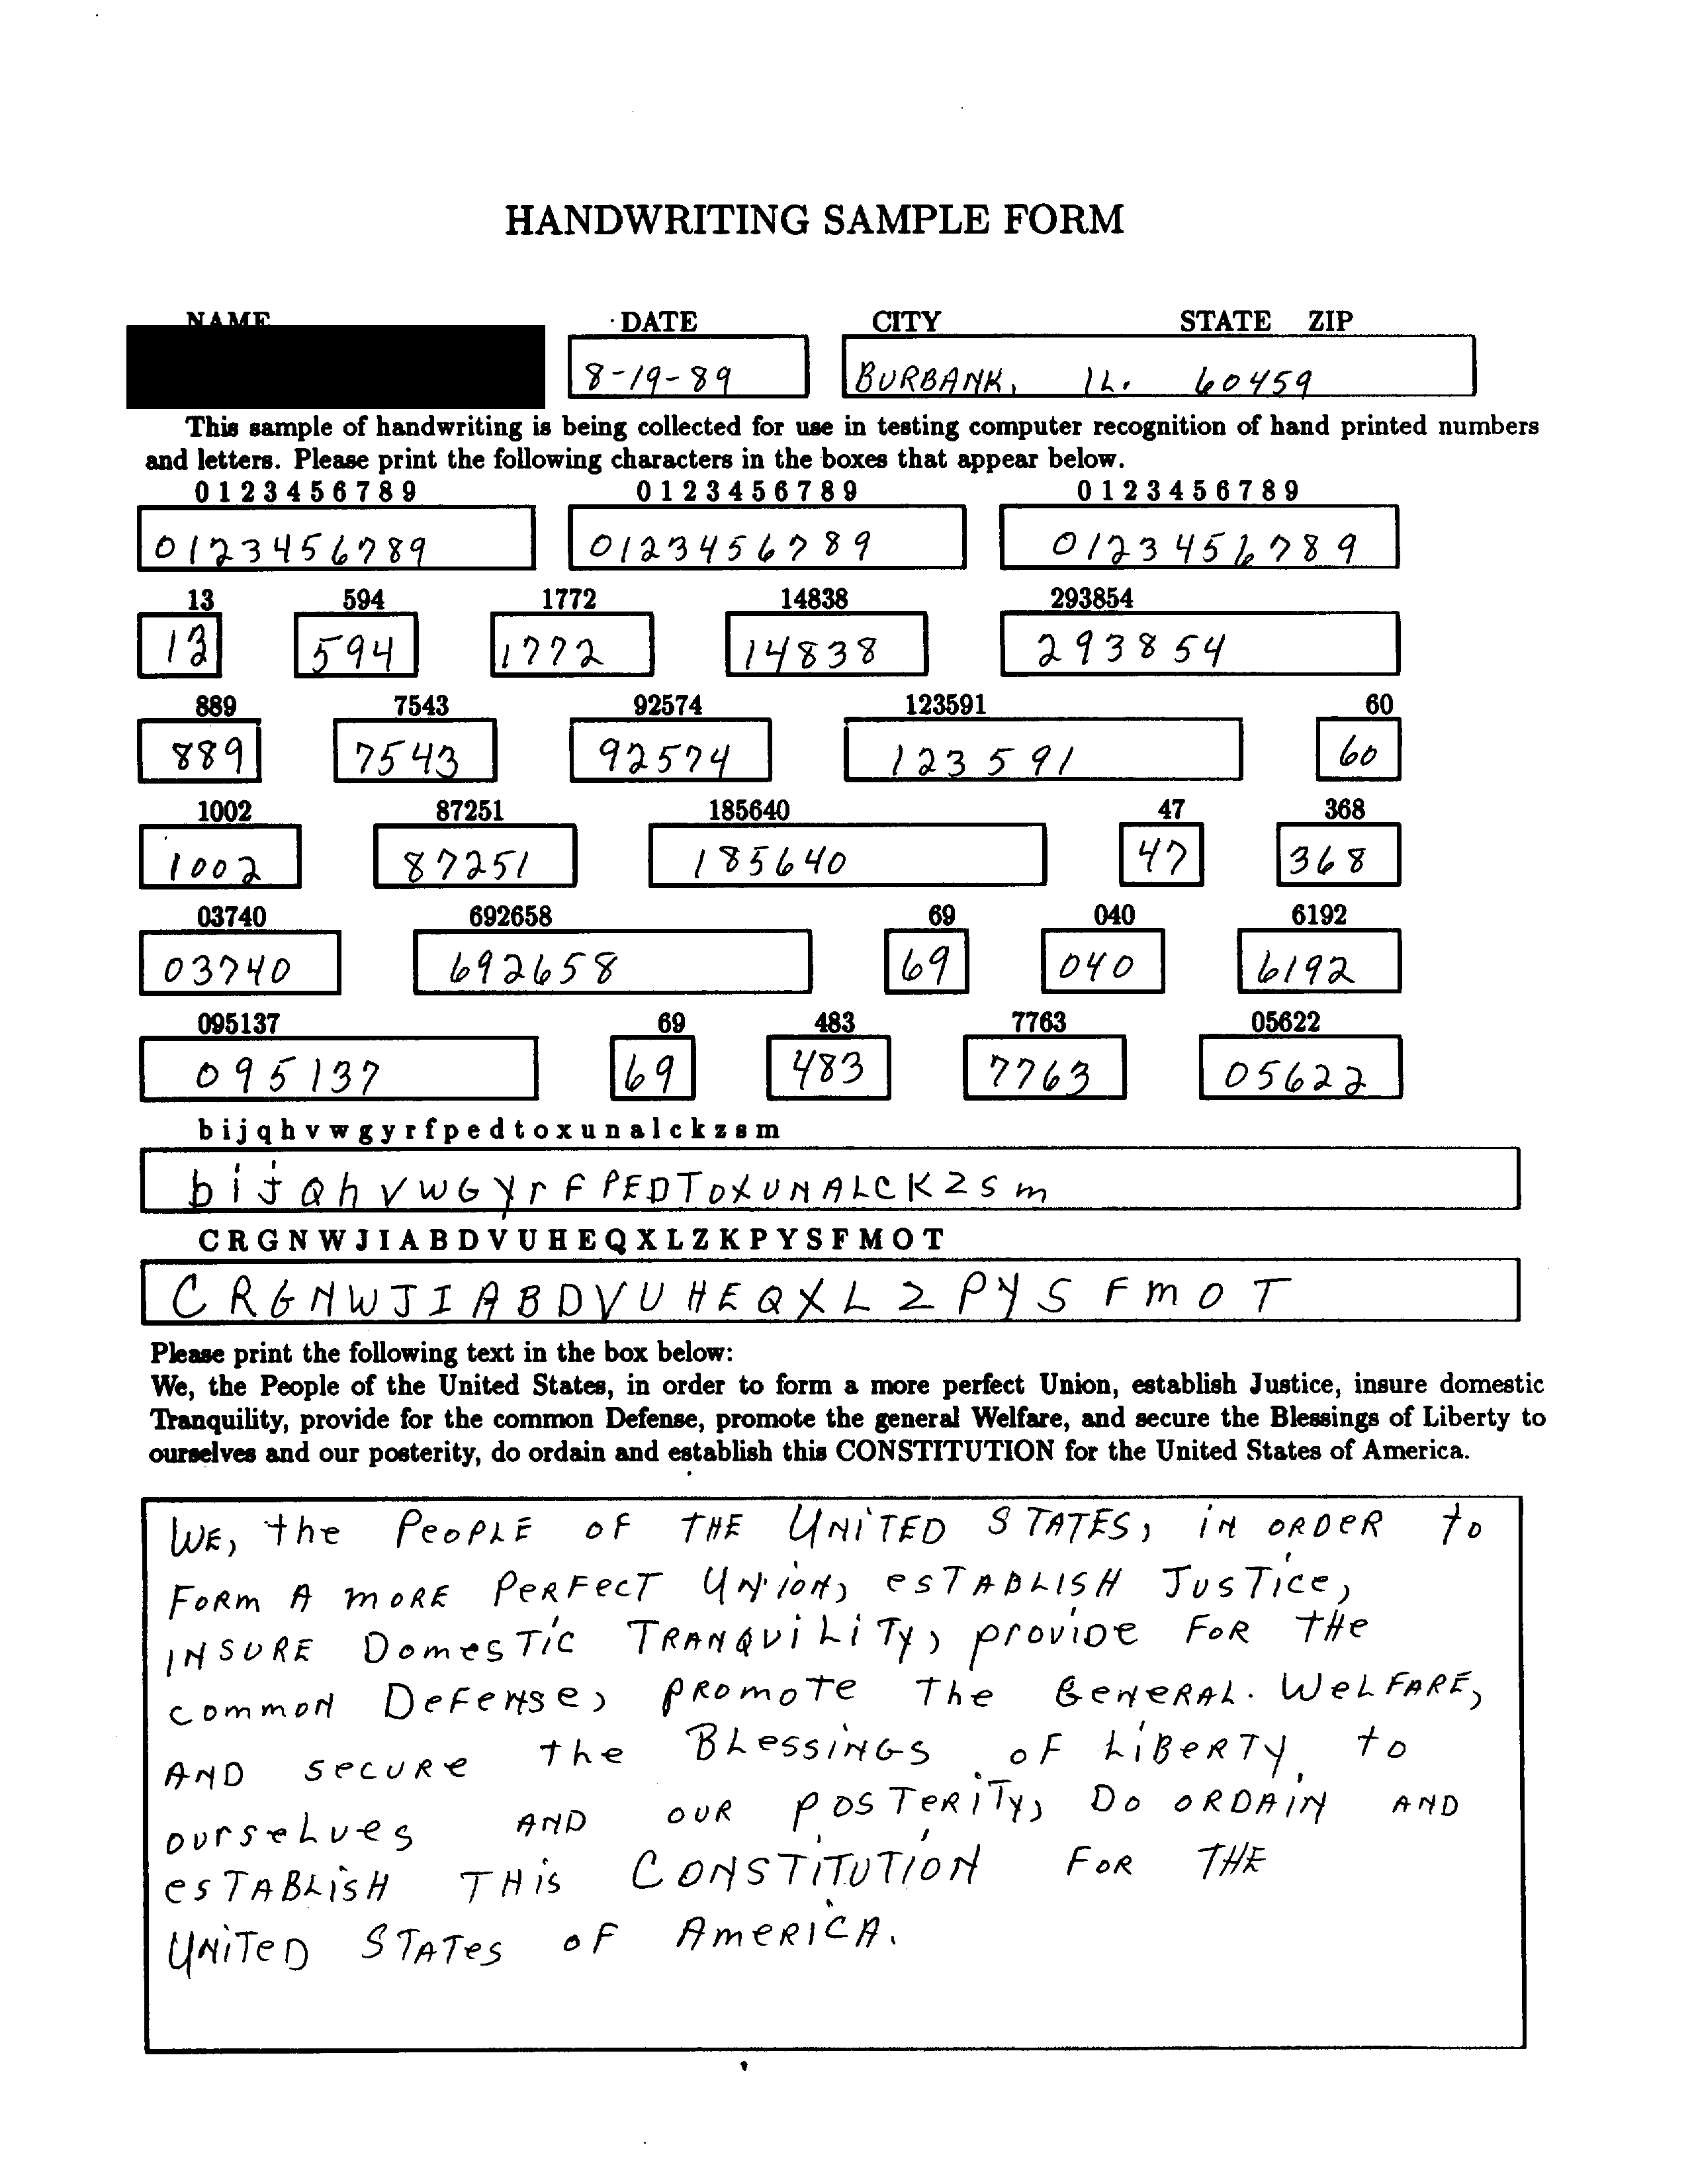 HANDWRITING SAMPLE FORM
NAME DATE CITY STATE ZIP
8-19-89 BURBANK, IL. 60459
This sample of handwriting is being collected for use in testing computer recognition of hand printed numbers
and letters. Please print the following characters in the boxes that appear below.
0 1 2 3 4 5 6 7 8 9 0 1 2 3 4 5 6 7 8 9 0 1 2 3 4 5 6 7 8 9
0123456789 0123456789 0123456789
13 594 1772 14838 293854
13 594 1772 14838 293854
889 7543 92574 123591 60
889 7543 92574 123591 60
1002 87251 185640 47 368
1002 87251 185640 47 368
03740 692658 69 040 6192
03740 692658 69 040 6192
095137 69 483 7763 05622
095137 69 483 7763 05622
b i j q h v w g y r f p e d t o x u n a l c k z s m
b i J Q h V W G Y r F P E D T O X U N A L C K Z S m
C R G N W J I A B D V U H E Q X L Z K P Y S F M O T
C R G N W J I A B D V U H E Q X L Z P Y S F m O T
Please print the following text in the box below:
We, the People of the United States, in order to form a more perfect Union, establish Justice, insure domestic
Tranquility, provide for the common Defense, promote the general Welfare, and secure the Blessings of Liberty to
ourselves and our posterity, do ordain and establish this CONSTITUTION for the United States of America.
WE, the PeoPLE oF THE UNiTED STATES, iN ORDeR to
FoRm A moRE PeRFecT UNioN, esTABLISH JusTice,
INSURE DomesTic TRANQUiLiTy, proviDe FoR THe
common DeFeNse, pRomoTe The GeNeRAL. WeLFARE,
AND secuRe the BLessiNGS oF LiBeRTY to
ourseLves AND ouR posTeRiTy, Do oRDAiN AND
esTABLiSH THis CONSTiTUTiON FoR THE
UNiTeD STATes oF AmeRiCA.